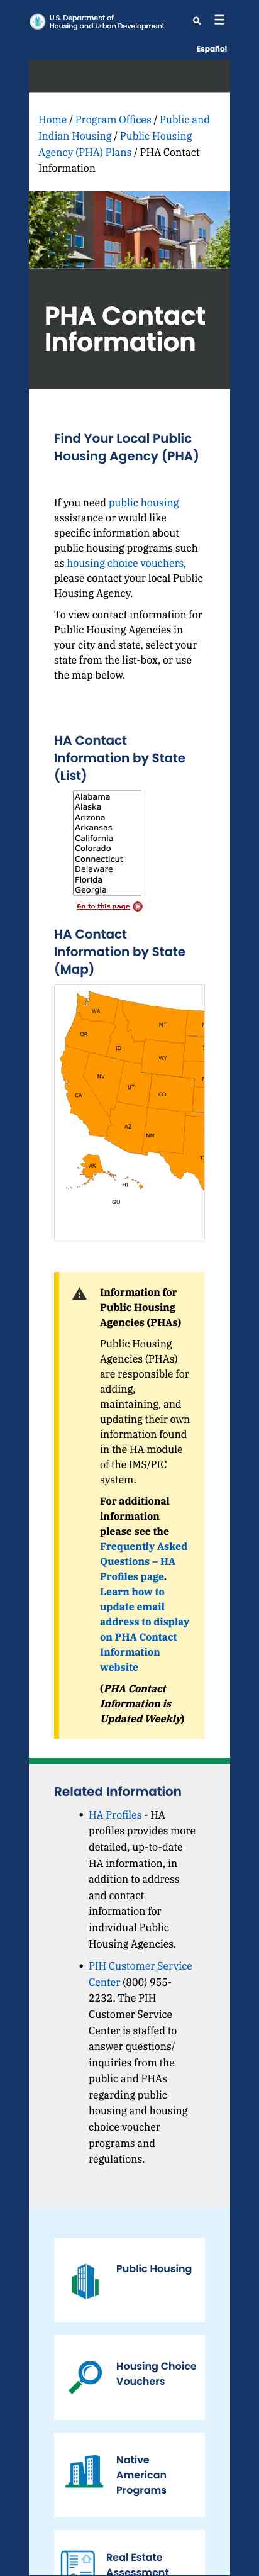 U.S. Department of
Housing and Urban Development
Español
Home / Program Offices / Public and
Indian Housing / Public Housing
Agency (PHA) Plans / PHA Contact
Information
PHA Contact
Information
Find Your Local Public
Housing Agency (PHA)
If you need public housing
assistance or would like
specific information about
public housing programs such
as housing choice vouchers,
please contact your local Public
Housing Agency.
To view contact information for
Public Housing Agencies in
your city and state, select your
state from the list-box, or use
the map below.
HA Contact
Information by State
(List)
Alabama
Alaska
Arizona
Arkansas
California
Colorado
Connecticut
Delaware
Florida
Georgia
Go to this page
HA Contact
Information by State
(Map)
WA
MT
OR
ID
WY
NV
UT
CA
CO
AZ
NM
AK
HI
GU
Information for
Public Housing
Agencies (PHAs)
Public Housing
Agencies (PHAs)
are responsible for
adding,
maintaining, and
updating their own
information found
in the HA module
of the IMS/PIC
system.
For additional
information
please see the
Frequently Asked
Questions – HA
Profiles page.
Learn how to
update email
address to display
on PHA Contact
Information
website
(PHA Contact
Information is
Updated Weekly)
Related Information
• HA Profiles - HA
profiles provides more
detailed, up-to-date
HA information, in
addition to address
and contact
information for
individual Public
Housing Agencies.
• PIH Customer Service
Center (800) 955-
2232. The PIH
Customer Service
Center is staffed to
answer questions/
inquiries from the
public and PHAs
regarding public
housing and housing
choice voucher
programs and
regulations.
Public Housing
Housing Choice
Vouchers
Native
American
Programs
Real Estate
Assessment